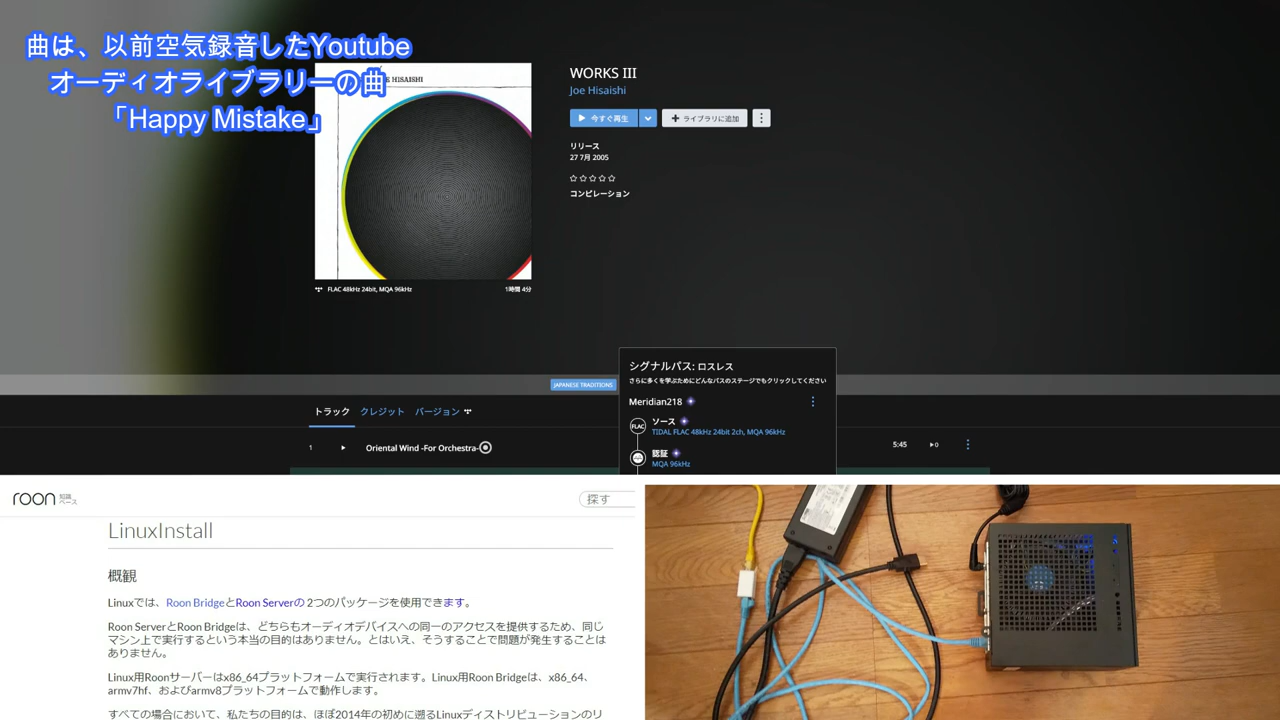 曲は、以前空気録音したYoutube
オーディオライブラリーの曲
「Happy Mistake」
E HISAISHI
WORKS III
Joe Hisaishi
今すぐ再生
ライブラリに追加
リリース
27 7月 2005
コンピレーション
FLAC 48kHz 24bit, MQA 96kHz 1時間 4分
JAPANESE TRADITIONS
シグナルパス: ロスレス
さらに多くを学ぶためにどんなパスのステージでもクリックしてください
Meridian218
FLAC
ソース
TIDAL FLAC 48kHz 24bit 2ch, MQA 96kHz
認証
MQA 96kHz
トラック クレジット バージョン
1 Oriental Wind -For Orchestra- 5:45 0
roon 知識ベース
探す
LinuxInstall
概観
Linuxでは、Roon BridgeとRoon Serverの 2つのパッケージを使用できます。
Roon ServerとRoon Bridgeは、どちらもオーディオデバイスへの同一のアクセスを提供するため、同じ
マシン上で実行するという本当の目的はありません。とはいえ、そうすることで問題が発生することは
ありません。
Linux用Roonサーバーはx86_64プラットフォームで実行されます。Linux用Roon Bridgeは、x86_64、
armv7hf、およびarmv8プラットフォームで動作します。
すべての場合において、私たちの目的は、ほぼ2014年の初めに遡るLinuxディストリビューションのリ